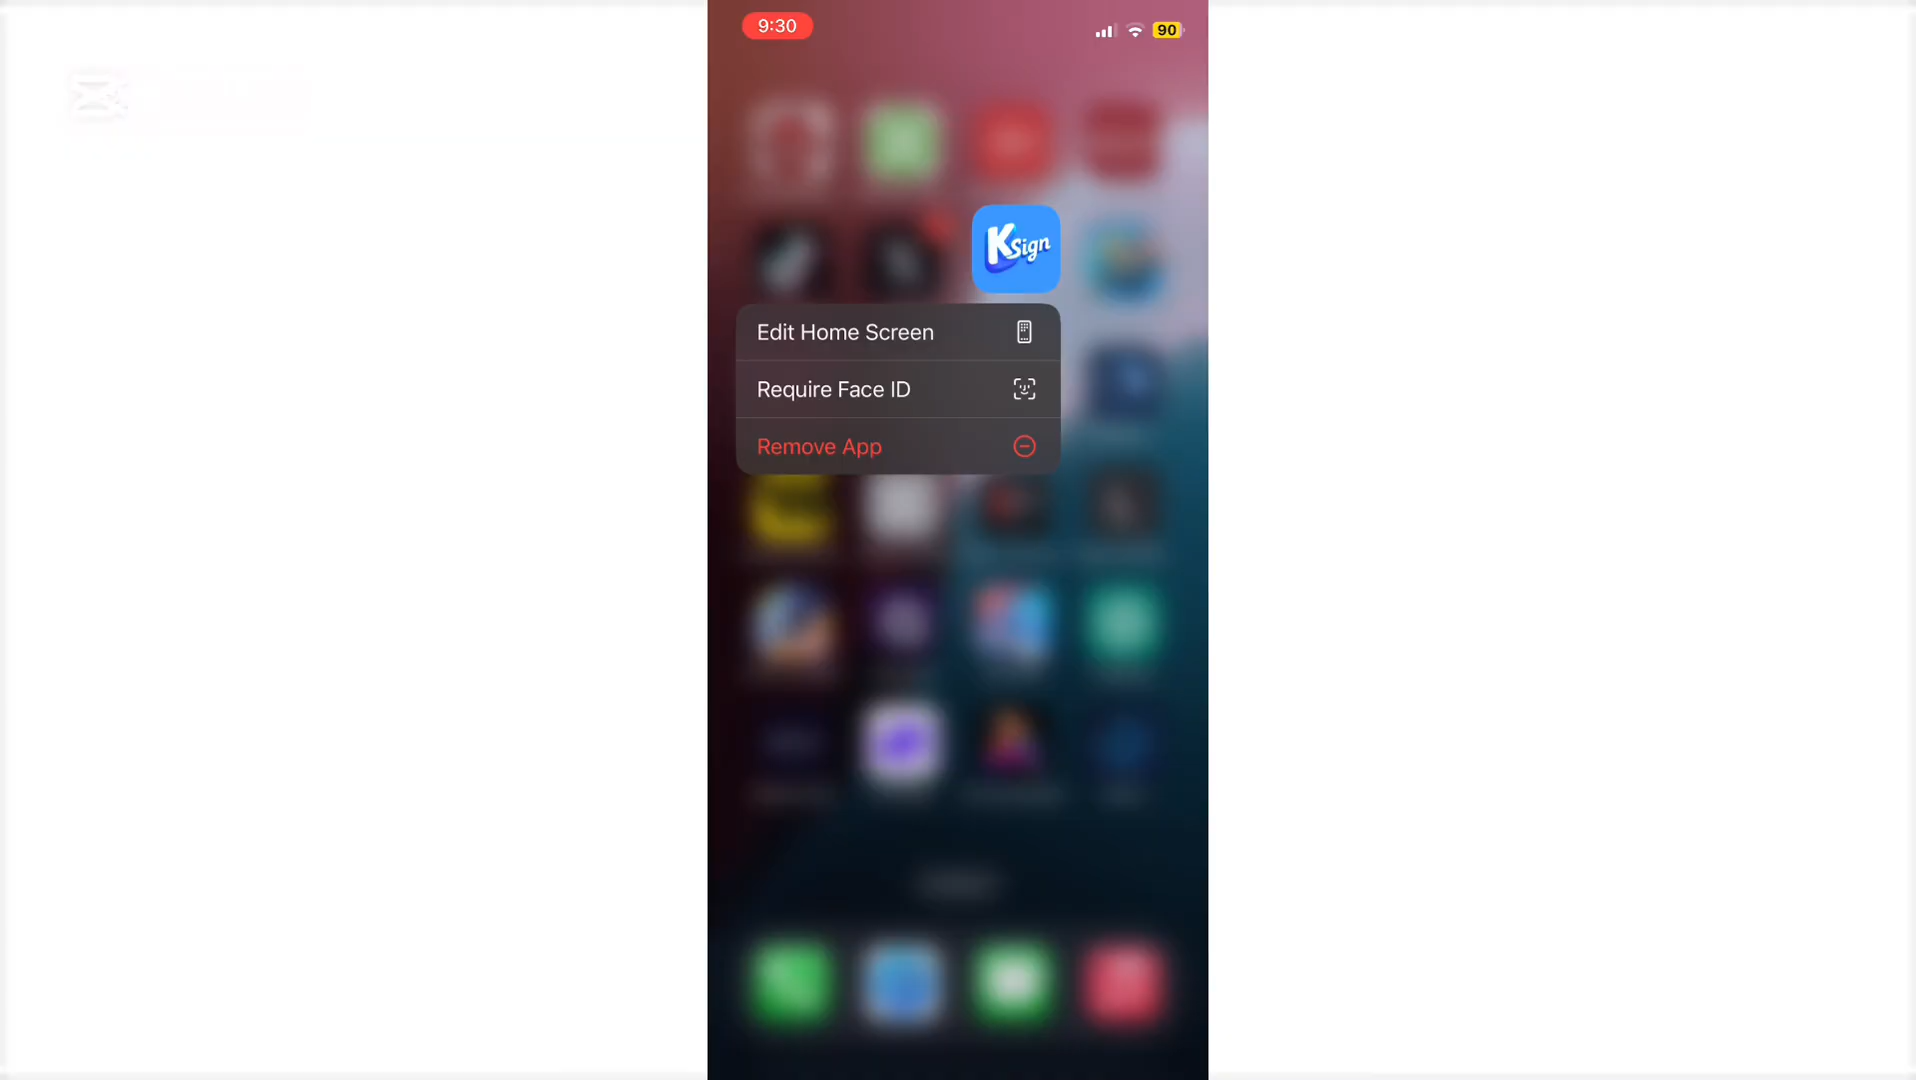 9:30
90
KSign
Edit Home Screen
Require Face ID
Remove App